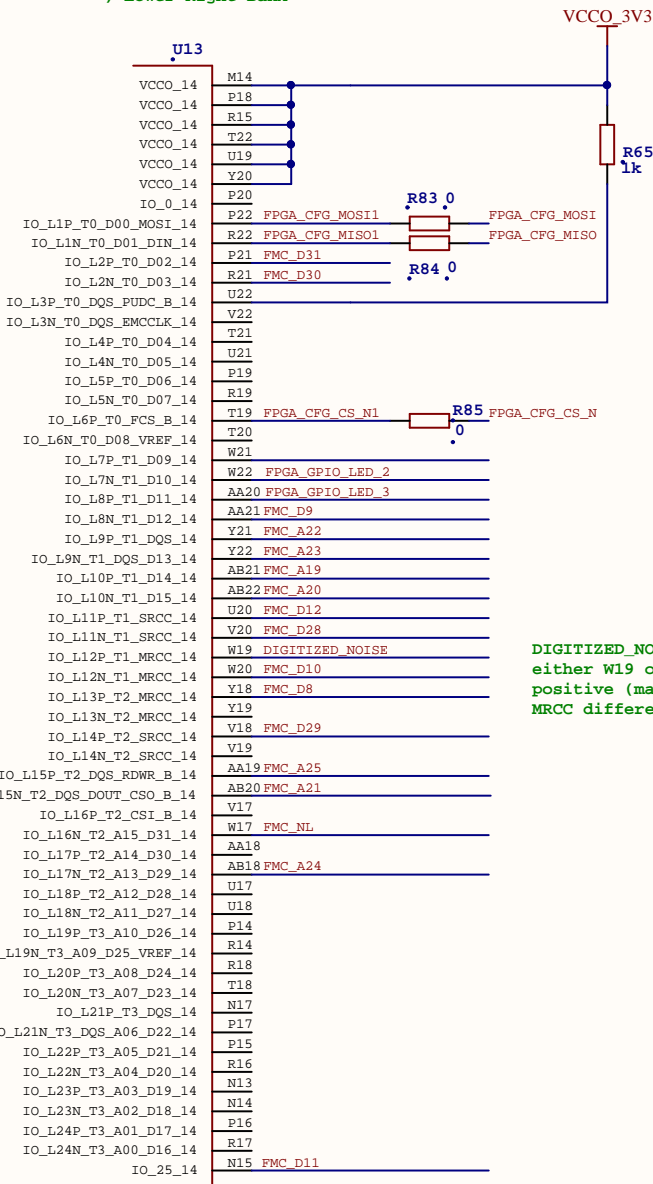 , Lower Right Bank
VCCO_3V3
U13
VCCO_14 M14
VCCO_14 P18
VCCO_14 R15
VCCO_14 T22
VCCO_14 U19
VCCO_14 Y20
R65
1k
IO_0_14 P20
R83 0
IO_L1P_T0_D00_MOSI_14 P22 FPGA_CFG_MOSI1 FPGA_CFG_MOSI
IO_L1N_T0_D01_DIN_14 R22 FPGA_CFG_MISO1 FPGA_CFG_MISO
IO_L2P_T0_D02_14 P21 FMC_D31
R84 0
IO_L2N_T0_D03_14 R21 FMC_D30
IO_L3P_T0_DQS_PUDC_B_14 U22
IO_L3N_T0_DQS_EMCCLK_14 V22
IO_L4P_T0_D04_14 T21
IO_L4N_T0_D05_14 U21
IO_L5P_T0_D06_14 P19
IO_L5N_T0_D07_14 R19
IO_L6P_T0_FCS_B_14 T19 FPGA_CFG_CS_N1 R85 FPGA_CFG_CS_N
0
IO_L6N_T0_D08_VREF_14 T20
IO_L7P_T1_D09_14 W21
IO_L7N_T1_D10_14 W22 FPGA_GPIO_LED_2
IO_L8P_T1_D11_14 AA20 FPGA_GPIO_LED_3
IO_L8N_T1_D12_14 AA21 FMC_D9
IO_L9P_T1_DQS_14 Y21 FMC_A22
IO_L9N_T1_DQS_D13_14 Y22 FMC_A23
IO_L10P_T1_D14_14 AB21 FMC_A19
IO_L10N_T1_D15_14 AB22 FMC_A20
IO_L11P_T1_SRCC_14 U20 FMC_D12
IO_L11N_T1_SRCC_14 V20 FMC_D28
IO_L12P_T1_MRCC_14 W19 DIGITIZED_NOISE
IO_L12N_T1_MRCC_14 W20 FMC_D10
IO_L13P_T2_MRCC_14 Y18 FMC_D8
IO_L13N_T2_MRCC_14 Y19
DIGITIZED_NO
either W19 o
positive (ma
MRCC differe
IO_L14P_T2_SRCC_14 V18 FMC_D29
IO_L14N_T2_SRCC_14 V19
IO_L15P_T2_DQS_RDWR_B_14 AA19 FMC_A25
15N_T2_DQS_DOUT_CSO_B_14 AB20 FMC_A21
IO_L16P_T2_CSI_B_14 V17
IO_L16N_T2_A15_D31_14 W17 FMC_NL
IO_L17P_T2_A14_D30_14 AA18
IO_L17N_T2_A13_D29_14 AB18 FMC_A24
IO_L18P_T2_A12_D28_14 U17
IO_L18N_T2_A11_D27_14 U18
IO_L19P_T3_A10_D26_14 P14
_L19N_T3_A09_D25_VREF_14 R14
IO_L20P_T3_A08_D24_14 R18
IO_L20N_T3_A07_D23_14 T18
IO_L21P_T3_DQS_14 N17
IO_L21N_T3_DQS_A06_D22_14 P17
IO_L22P_T3_A05_D21_14 P15
IO_L22N_T3_A04_D20_14 R16
IO_L23P_T3_A03_D19_14 N13
IO_L23N_T3_A02_D18_14 N14
IO_L24P_T3_A01_D17_14 P16
IO_L24N_T3_A00_D16_14 R17
IO_25_14 N15 FMC_D11